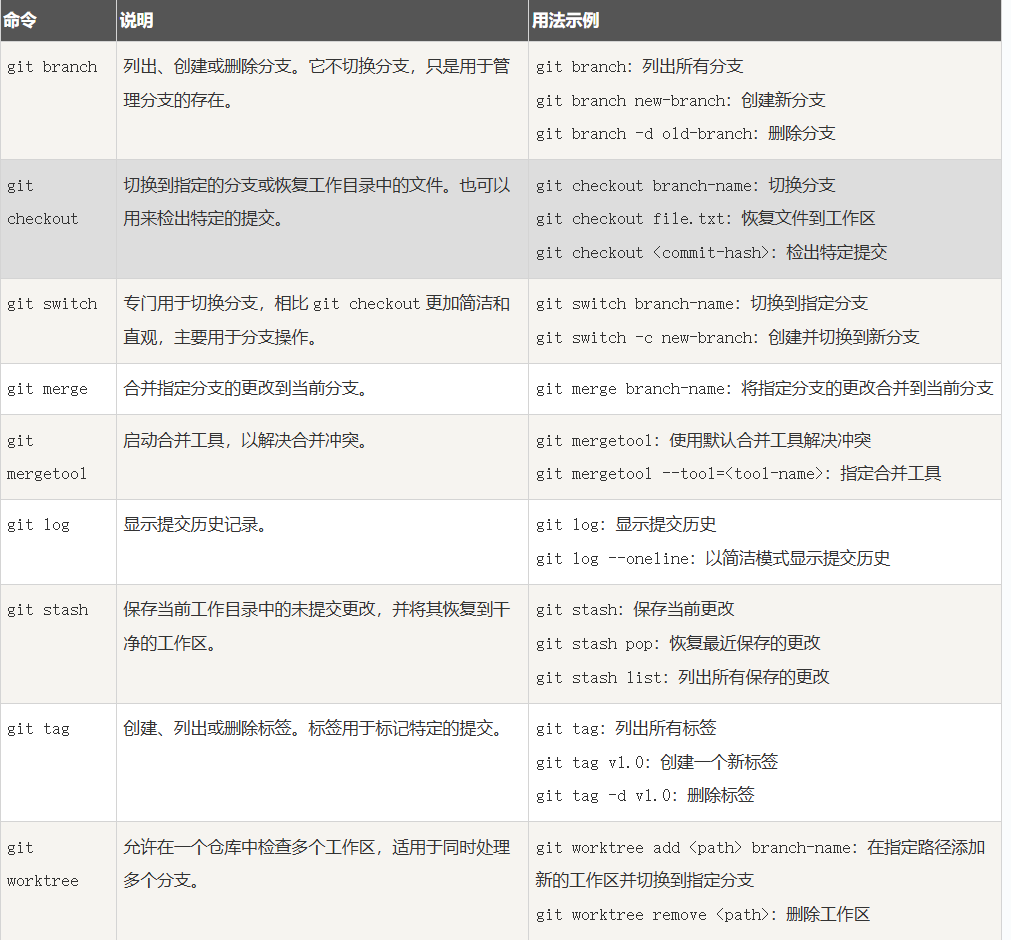 命令 说明 用法示例
git branch 列出、创建或删除分支。它不切换分支，只是用于管 git branch：列出所有分支
理分支的存在。 git branch new-branch：创建新分支
git branch -d old-branch：删除分支
git 切换到指定的分支或恢复工作目录中的文件。也可以 git checkout branch-name：切换分支
checkout 用来检出特定的提交。 git checkout file.txt：恢复文件到工作区
git checkout <commit-hash>：检出特定提交
git switch 专门用于切换分支，相比 git checkout 更加简洁和 git switch branch-name：切换到指定分支
直观，主要用于分支操作。 git switch -c new-branch：创建并切换到新分支
git merge 合并指定分支的更改到当前分支。 git merge branch-name：将指定分支的更改合并到当前分支
git 启动合并工具，以解决合并冲突。 git mergetool：使用默认合并工具解决冲突
mergetool git mergetool --tool=<tool-name>：指定合并工具
git log 显示提交历史记录。 git log：显示提交历史
git log --oneline：以简洁模式显示提交历史
git stash 保存当前工作目录中的未提交更改，并将其恢复到干 git stash：保存当前更改
净的工作区。 git stash pop：恢复最近保存的更改
git stash list：列出所有保存的更改
git tag 创建、列出或删除标签。标签用于标记特定的提交。 git tag：列出所有标签
git tag v1.0：创建一个新标签
git tag -d v1.0：删除标签
git 允许在一个仓库中检查多个工作区，适用于同时处理 git worktree add <path> branch-name：在指定路径添加
worktree 多个分支。 新的工作区并切换到指定分支
git worktree remove <path>：删除工作区